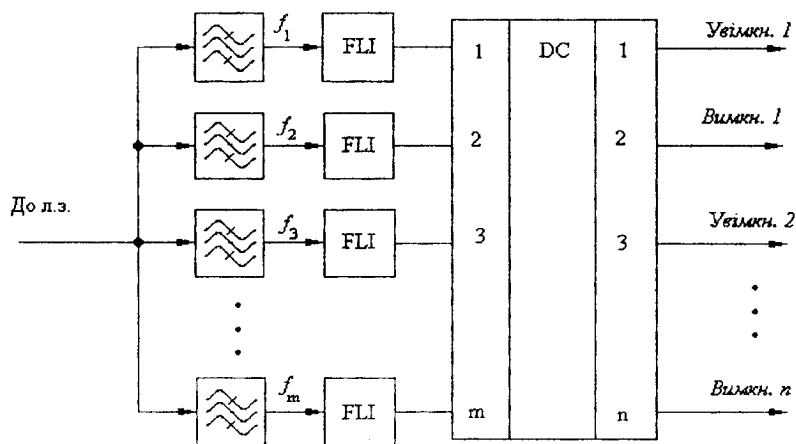 f1 FLI 1 DC 1 Увімкн. 1
f2 FLI 2 2 Вимкн. 1
До л.з.
f3 FLI 3 3 Увімкн. 2
fm FLI m n Вимкн. n